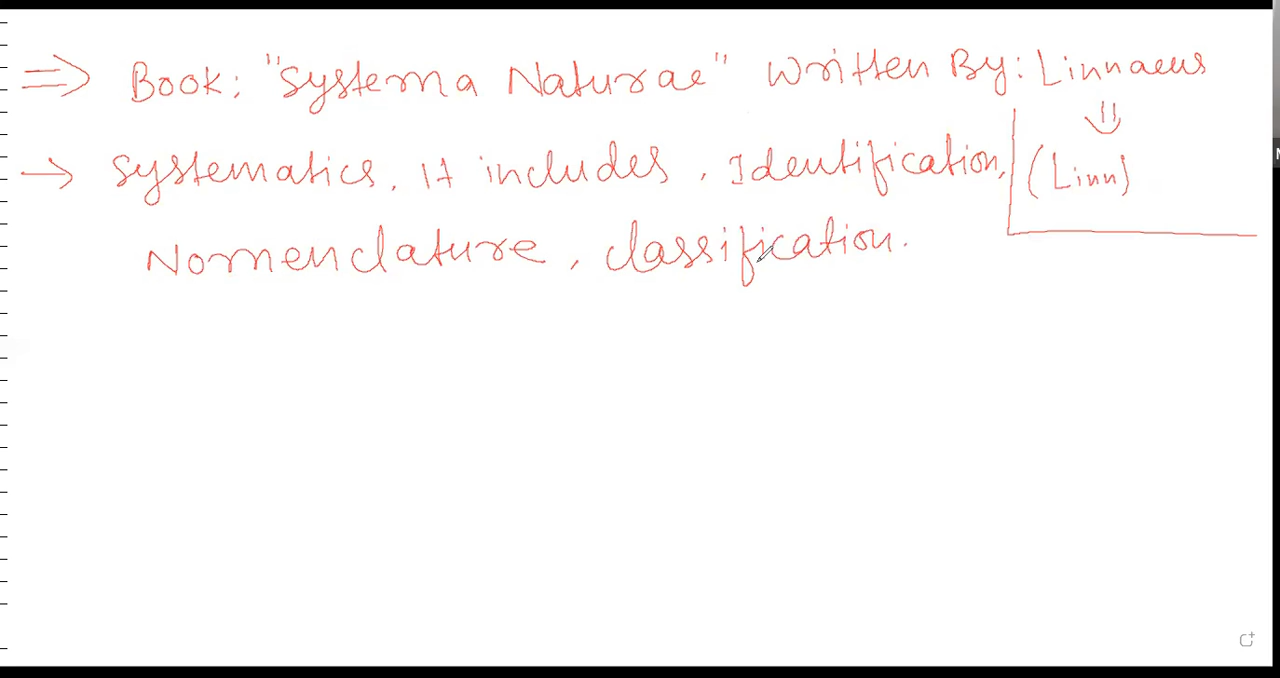 ⇒ Book: "Systema Naturae" Written By: Linnaeus
→ Systematics. It includes, Identification, (Linn)
Nomenclature, classification.